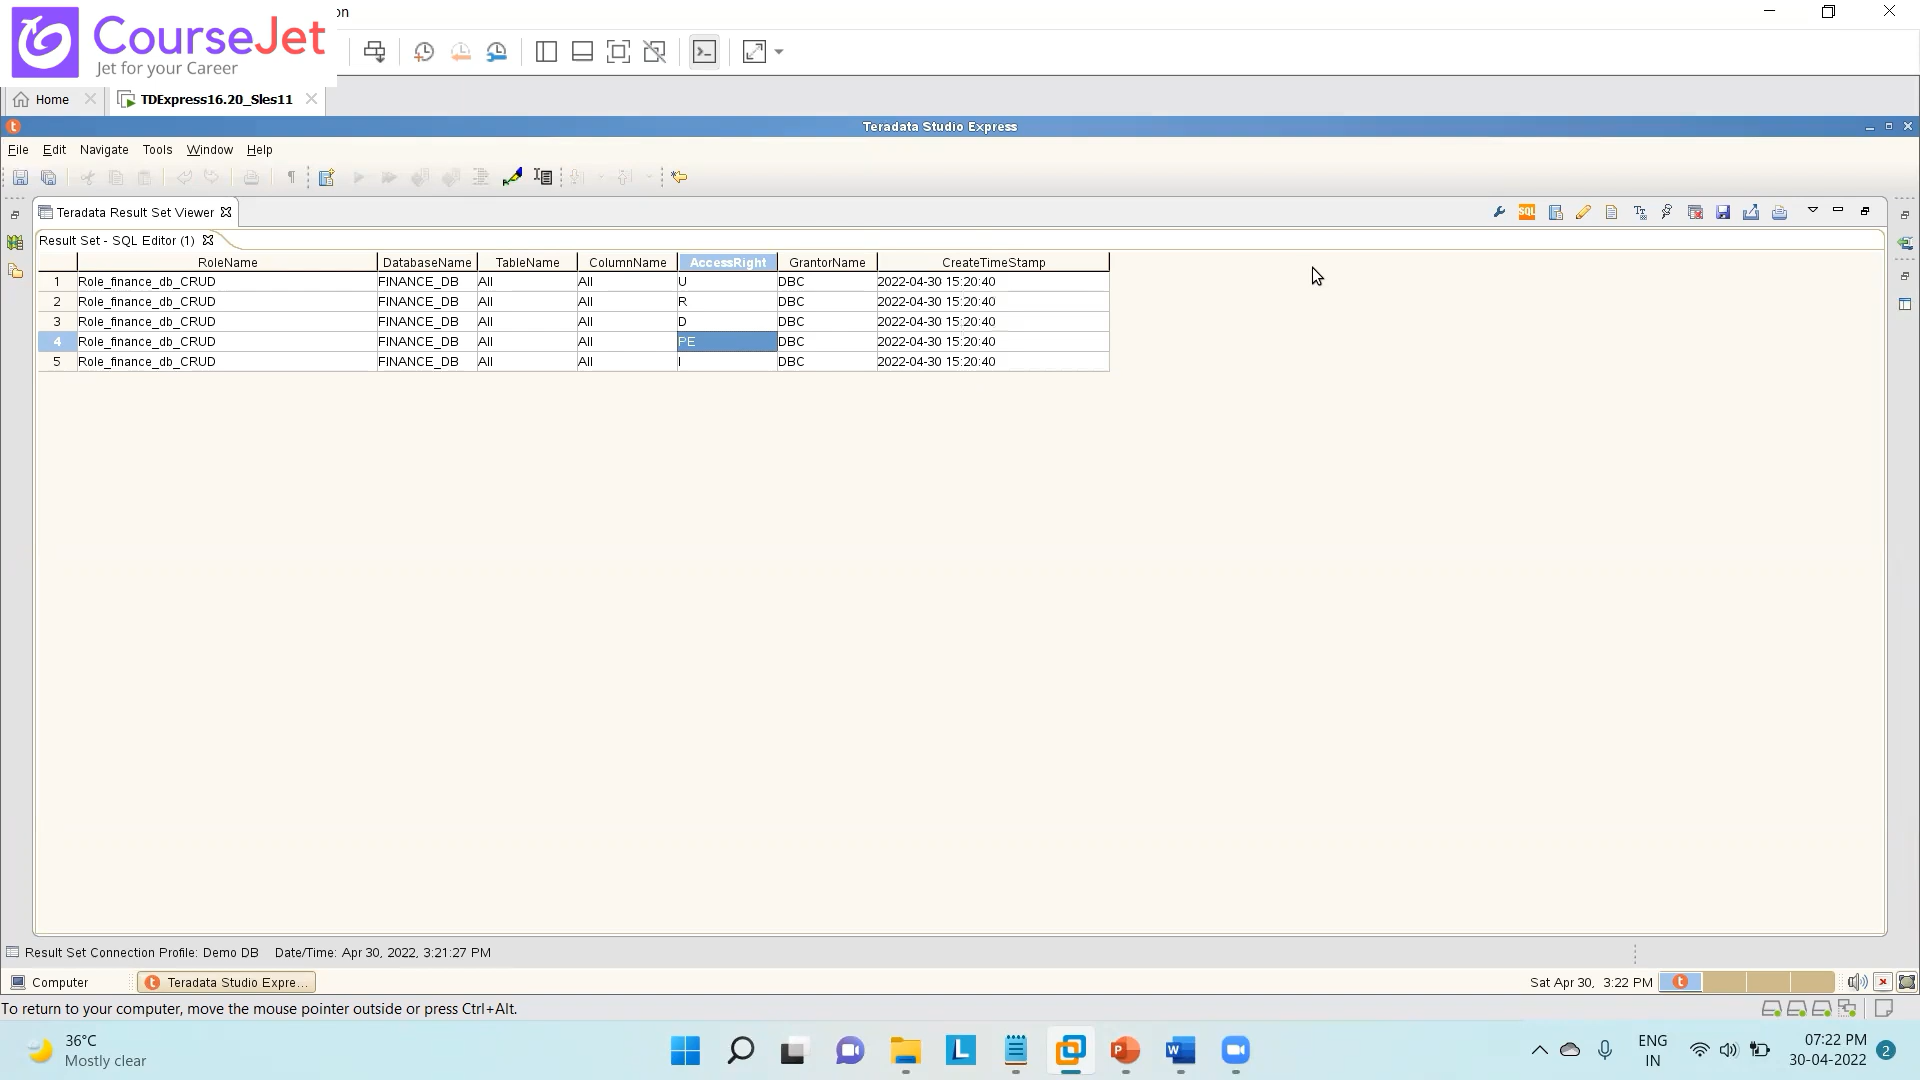 CourseJet
Jet for your Career
on
Home
TDExpress16.20_Sles11
Teradata Studio Express
File Edit Navigate Tools Window Help
Teradata Result Set Viewer
SQL
Result Set - SQL Editor (1)
RoleName DatabaseName TableName ColumnName AccessRight GrantorName CreateTimeStamp
1 Role_finance_db_CRUD FINANCE_DB All All U DBC 2022-04-30 15:20:40
2 Role_finance_db_CRUD FINANCE_DB All All R DBC 2022-04-30 15:20:40
3 Role_finance_db_CRUD FINANCE_DB All All D DBC 2022-04-30 15:20:40
4 Role_finance_db_CRUD FINANCE_DB All All PE DBC 2022-04-30 15:20:40
5 Role_finance_db_CRUD FINANCE_DB All All I DBC 2022-04-30 15:20:40
Result Set Connection Profile: Demo DB Date/Time: Apr 30, 2022, 3:21:27 PM
Computer
Teradata Studio Expre...
Sat Apr 30, 3:22 PM
To return to your computer, move the mouse pointer outside or press Ctrl+Alt.
36°C
Mostly clear
ENG
IN
07:22 PM
30-04-2022
2